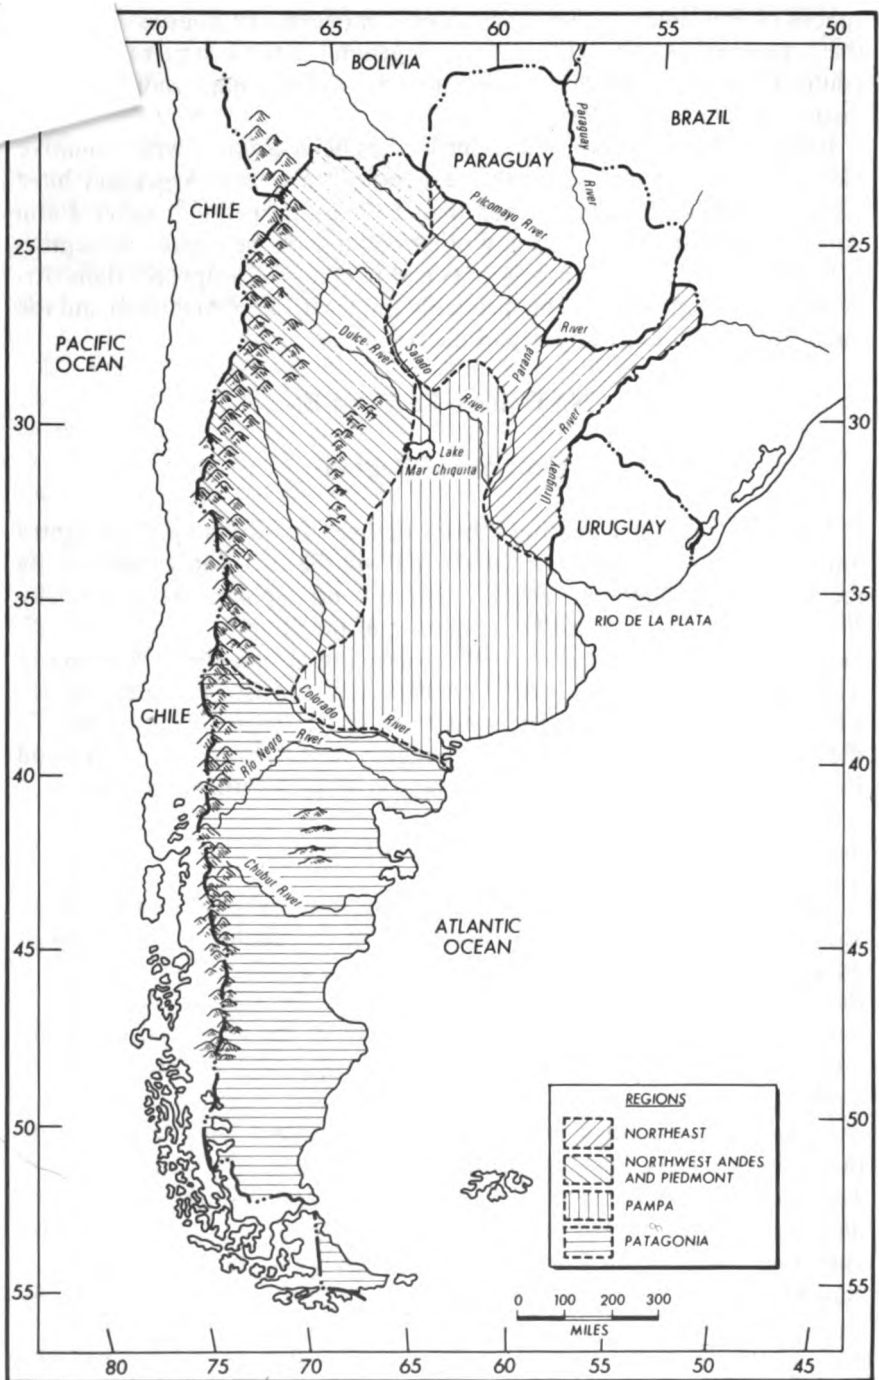 70 65 60 55 50
BOLIVIA
BRAZIL
PARAGUAY
Paraguay
River
CHILE
Pilcomayo River
25
25
PACIFIC
OCEAN
Dulce River
Salado
River
Paraná
River
30
30
Lake
Mar Chiquita
Uruguay
River
URUGUAY
35
35
RIO DE LA PLATA
CHILE
Colorado
River
Río Negro River
40
40
Chubut River
ATLANTIC
OCEAN
45
45
50
50
REGIONS
NORTHEAST
NORTHWEST ANDES
AND PIEDMONT
PAMPA
PATAGONIA
55
55
0 100 200 300
MILES
80 75 70 65 60 55 50 45